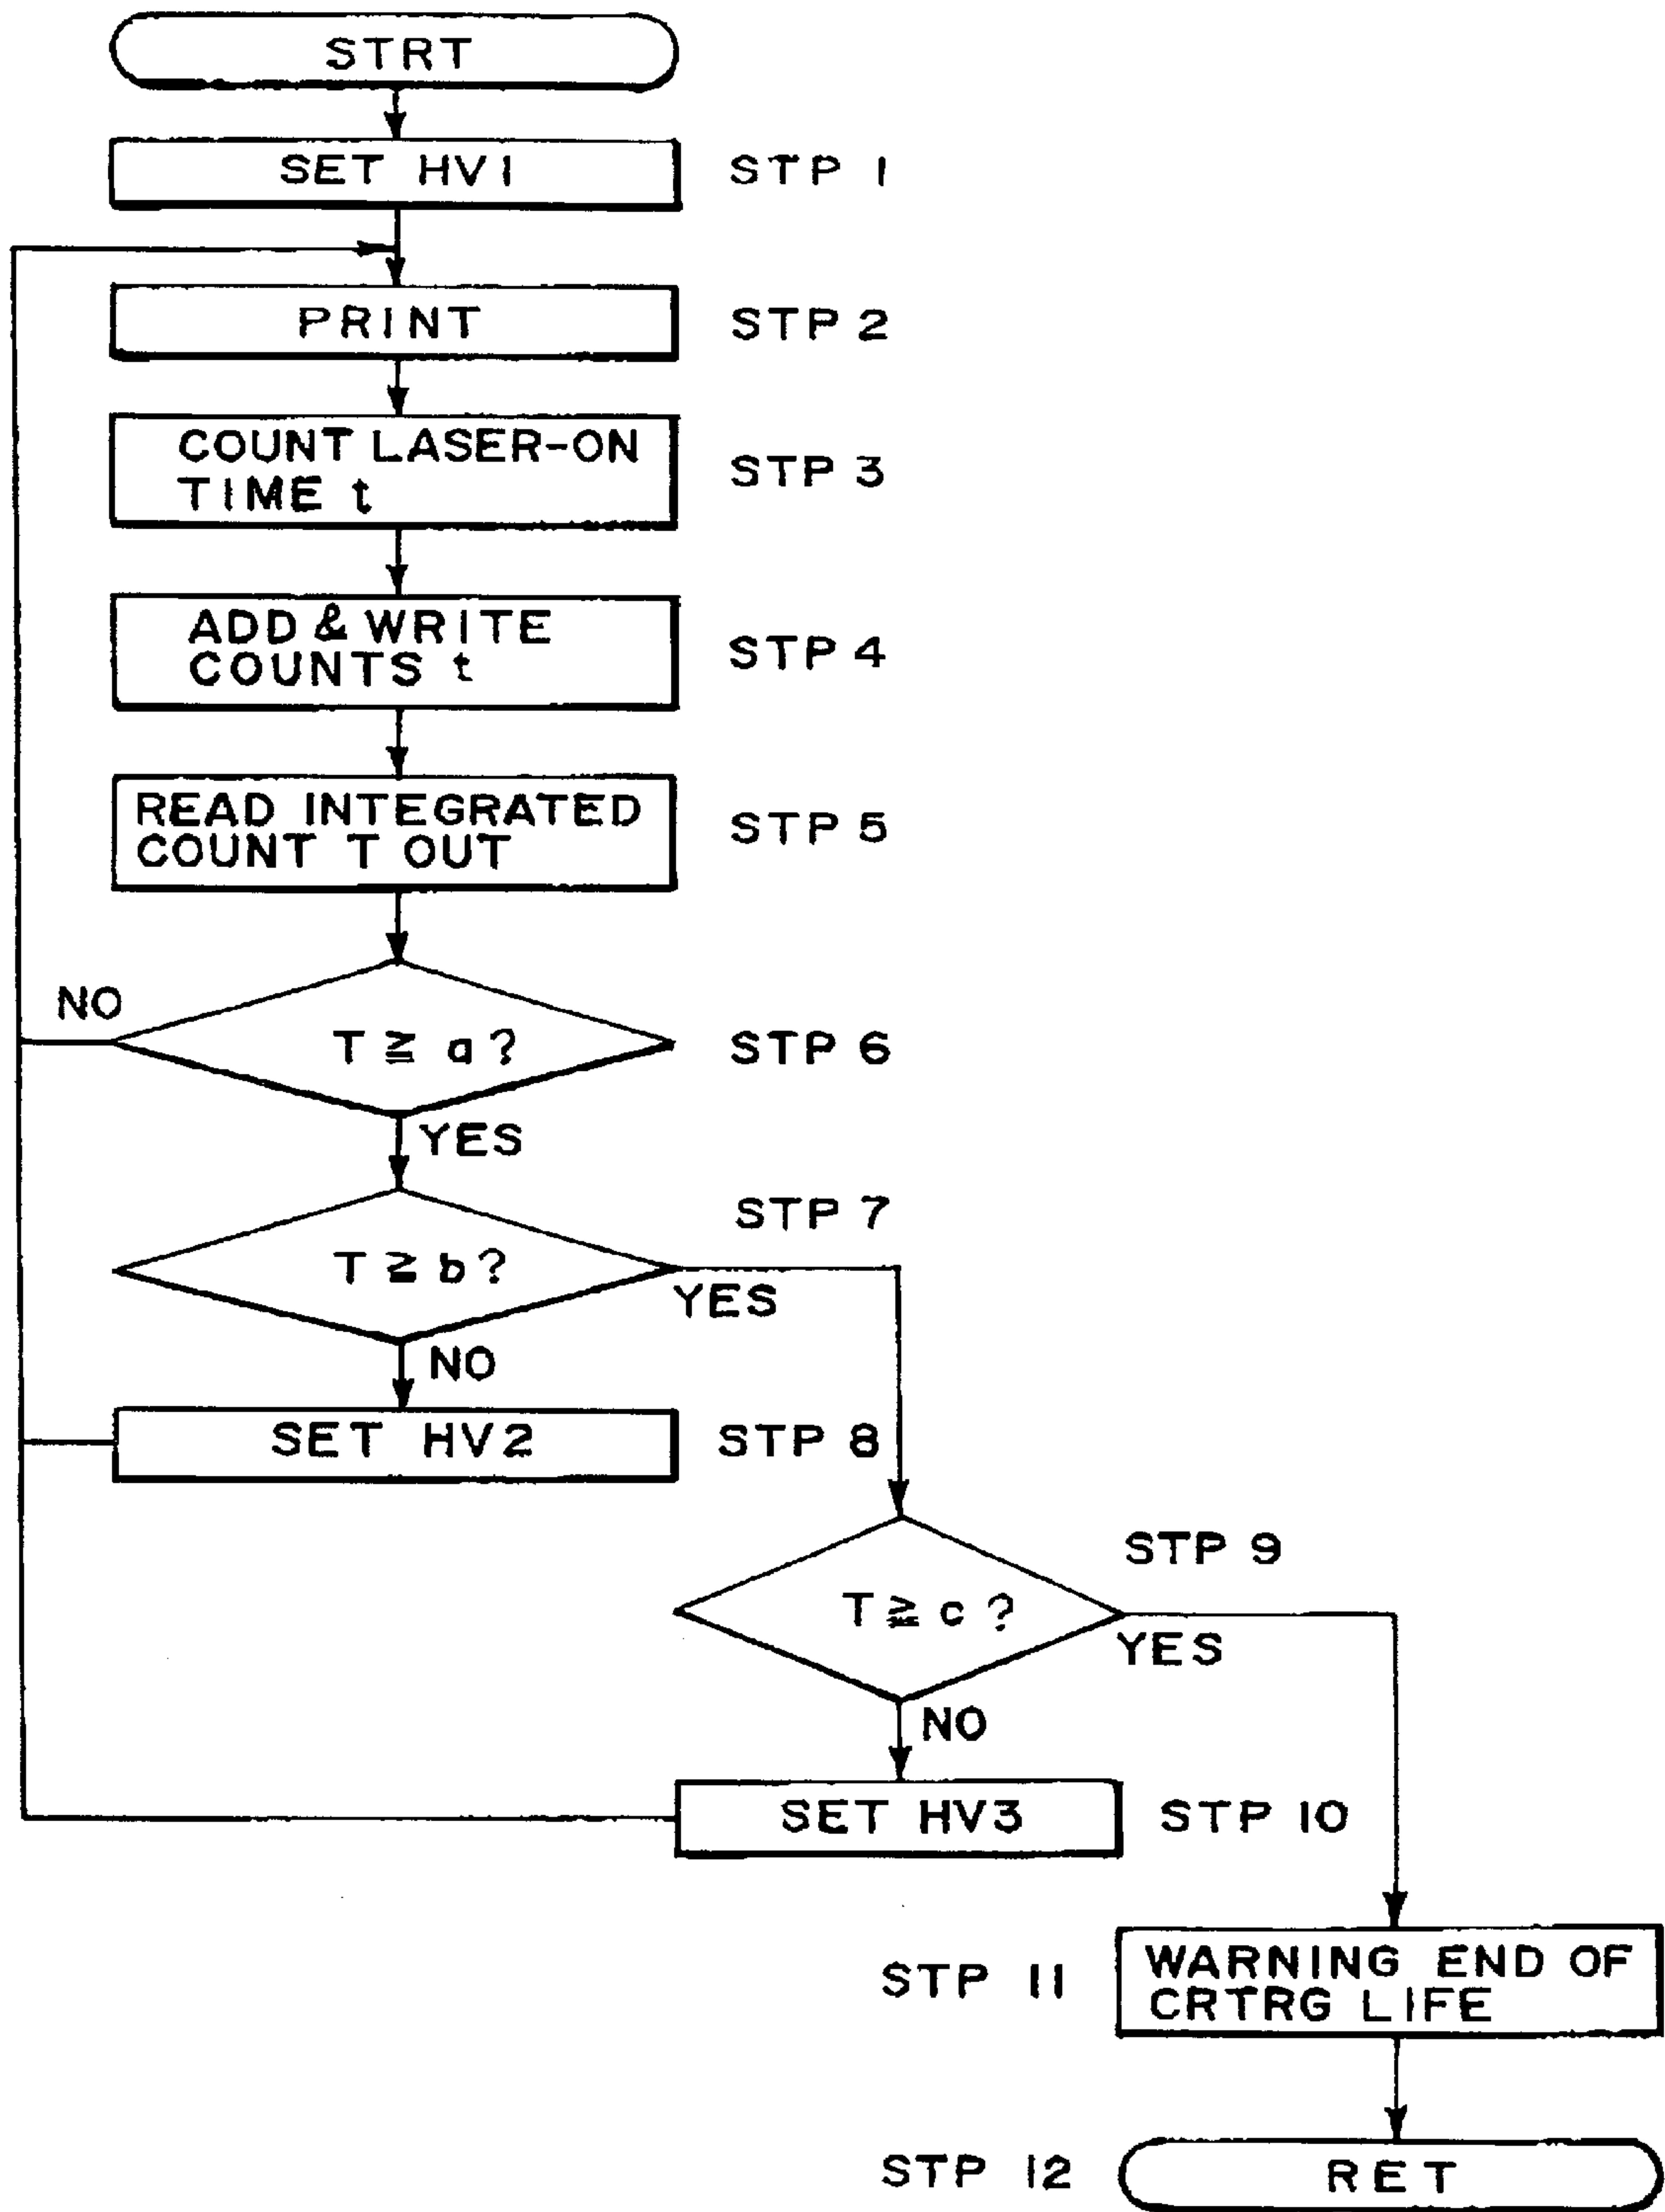 STRT
SET HV1
STP 1
PRINT
STP 2
COUNT LASER-ON
TIME t
STP 3
ADD & WRITE
COUNTS t
STP 4
READ INTEGRATED
COUNT T OUT
STP 5
NO
T ≧ a?
STP 6
YES
STP 7
T ≧ b?
YES
NO
SET HV2
STP 8
STP 9
T ≧ c?
YES
NO
SET HV3
STP 10
STP 11
WARNING END OF
CRTRG LIFE
STP 12
RET